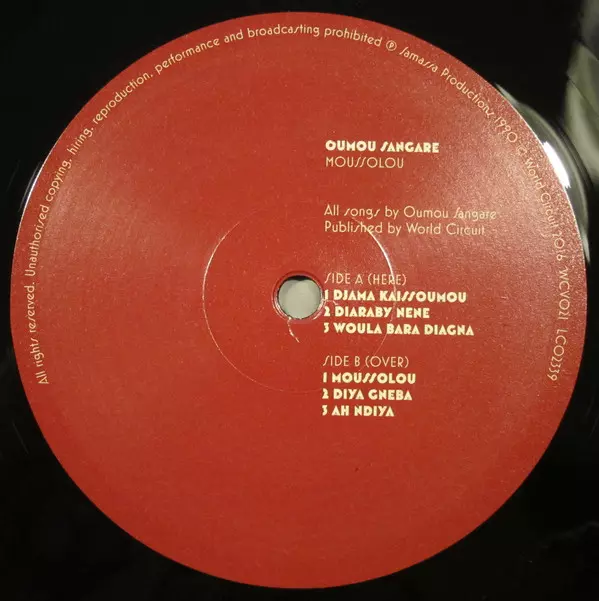 All rights reserved. Unauthorised copying, hiring, reproduction, performance and broadcasting prohibited ℗ Samassa Productions 1990 © World Circuit 2016 WCV021 LC02339
OUMOU SANGARE
MOUSSOLOU
All songs by Oumou Sangare
Published by World Circuit
SIDE A (HERE)
1 DJAMA KAISSOUMOU
2 DIARABY NENE
3 WOULA BARA DIAGNA
SIDE B (OVER)
1 MOUSSOLOU
2 DIYA GNEBA
3 AH NDIYA